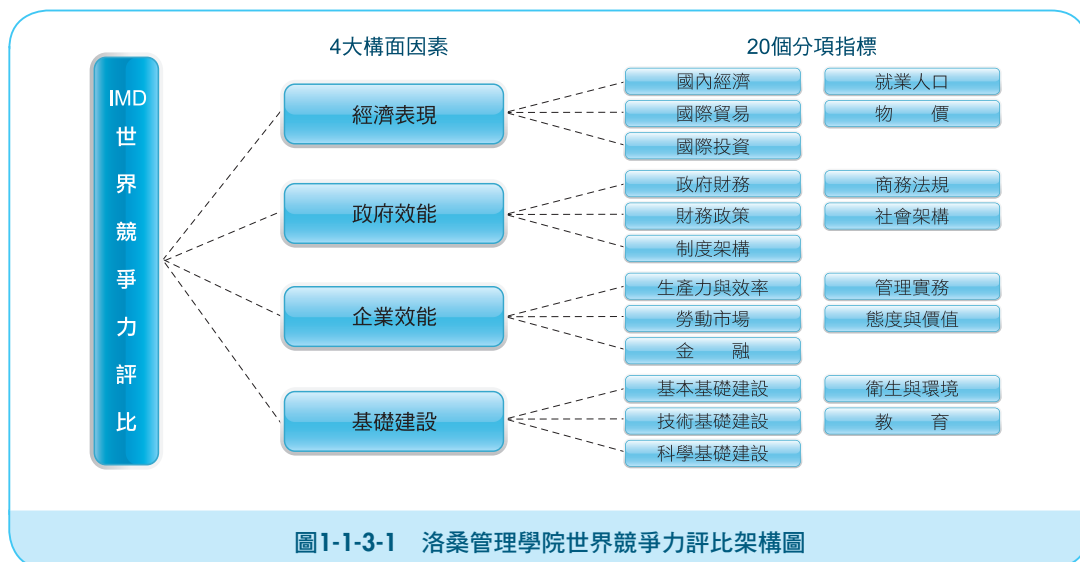 4大構面因素
20個分項指標
IMD
世
界
競
爭
力
評
比
經濟表現
國內經濟
就業人口
國際貿易
物 價
國際投資
政府效能
政府財務
商務法規
財務政策
社會架構
制度架構
企業效能
生產力與效率
管理實務
勞動市場
態度與價值
金 融
基礎建設
基本基礎建設
衛生與環境
技術基礎建設
教 育
科學基礎建設
圖1-1-3-1 洛桑管理學院世界競爭力評比架構圖